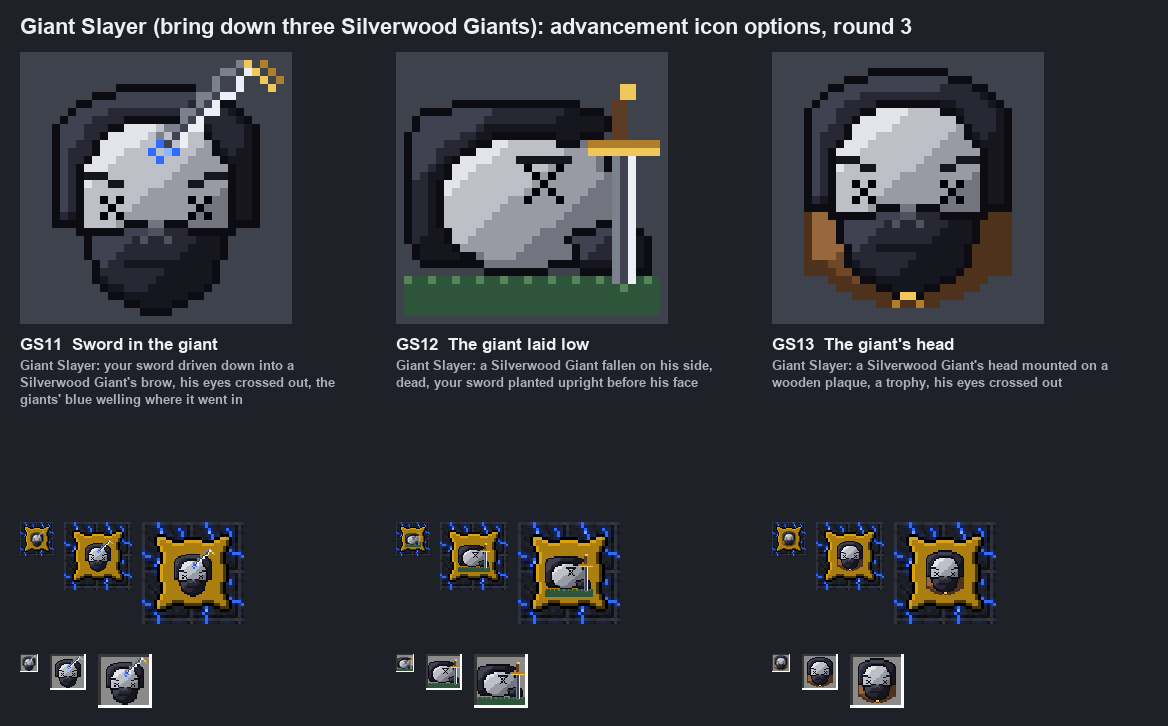 Giant Slayer (bring down three Silverwood Giants): advancement icon options, round 3
GS11 Sword in the giant
Giant Slayer: your sword driven down into a
Silverwood Giant's brow, his eyes crossed out, the
giants' blue welling where it went in
GS12 The giant laid low
Giant Slayer: a Silverwood Giant fallen on his side,
dead, your sword planted upright before his face
GS13 The giant's head
Giant Slayer: a Silverwood Giant's head mounted on a
wooden plaque, a trophy, his eyes crossed out